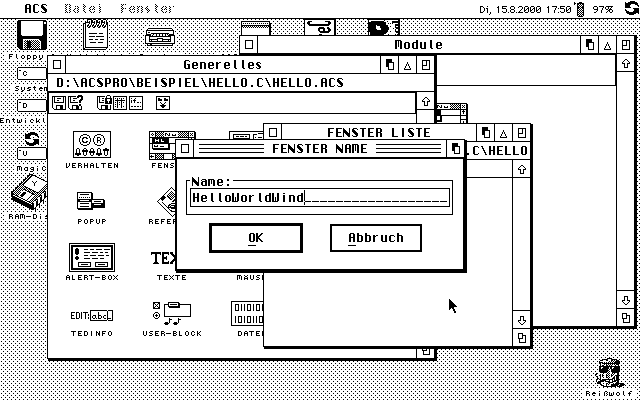 ACS Datei Fenster Di, 15.8.2000 17:50 97%
Module
Generelles
D:\ACSPRO\BEISPIEL\HELLO.C\HELLO.ACS
FENSTER LISTE
.C\HELLO
FENSTER NAME
Name:
HelloWorldWind
OK Abbruch
Floppy
C
System
D
Entwickl
V
Magic
RAM-Dis
VERHALTEN
FENS
POPUP
REFER
ALERT-BOX
TEXTE
MAUS
EDIT:abc
TEDINFO
USER-BLOCK
DATE
Reißwolf